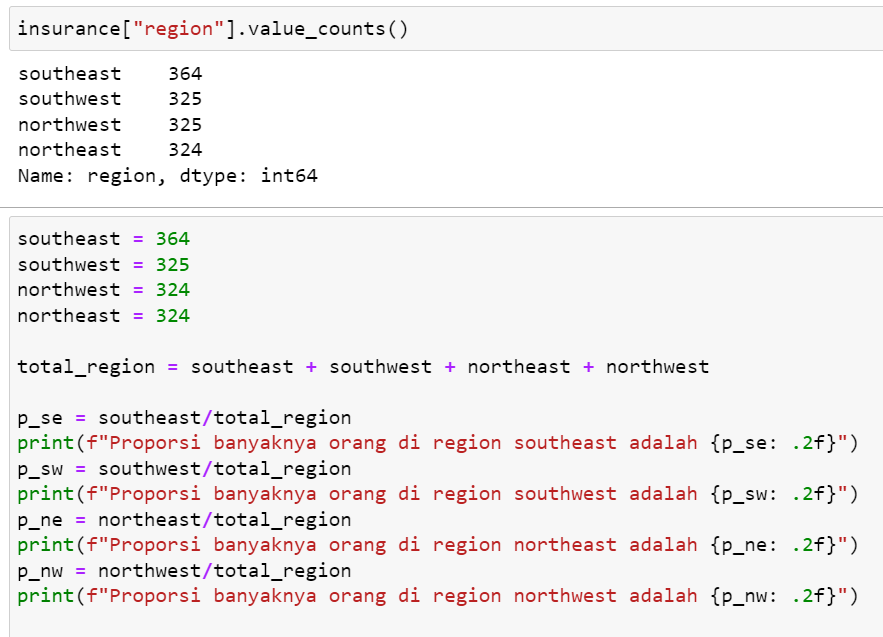 insurance["region"].value_counts()
southeast    364
southwest    325
northwest    325
northeast    324
Name: region, dtype: int64
southeast = 364
southwest = 325
northwest = 324
northeast = 324
total_region = southeast + southwest + northeast + northwest
p_se = southeast/total_region
print(f"Proporsi banyaknya orang di region southeast adalah {p_se: .2f}")
p_sw = southwest/total_region
print(f"Proporsi banyaknya orang di region southwest adalah {p_sw: .2f}")
p_ne = northeast/total_region
print(f"Proporsi banyaknya orang di region northeast adalah {p_ne: .2f}")
p_nw = northwest/total_region
print(f"Proporsi banyaknya orang di region northwest adalah {p_nw: .2f}")